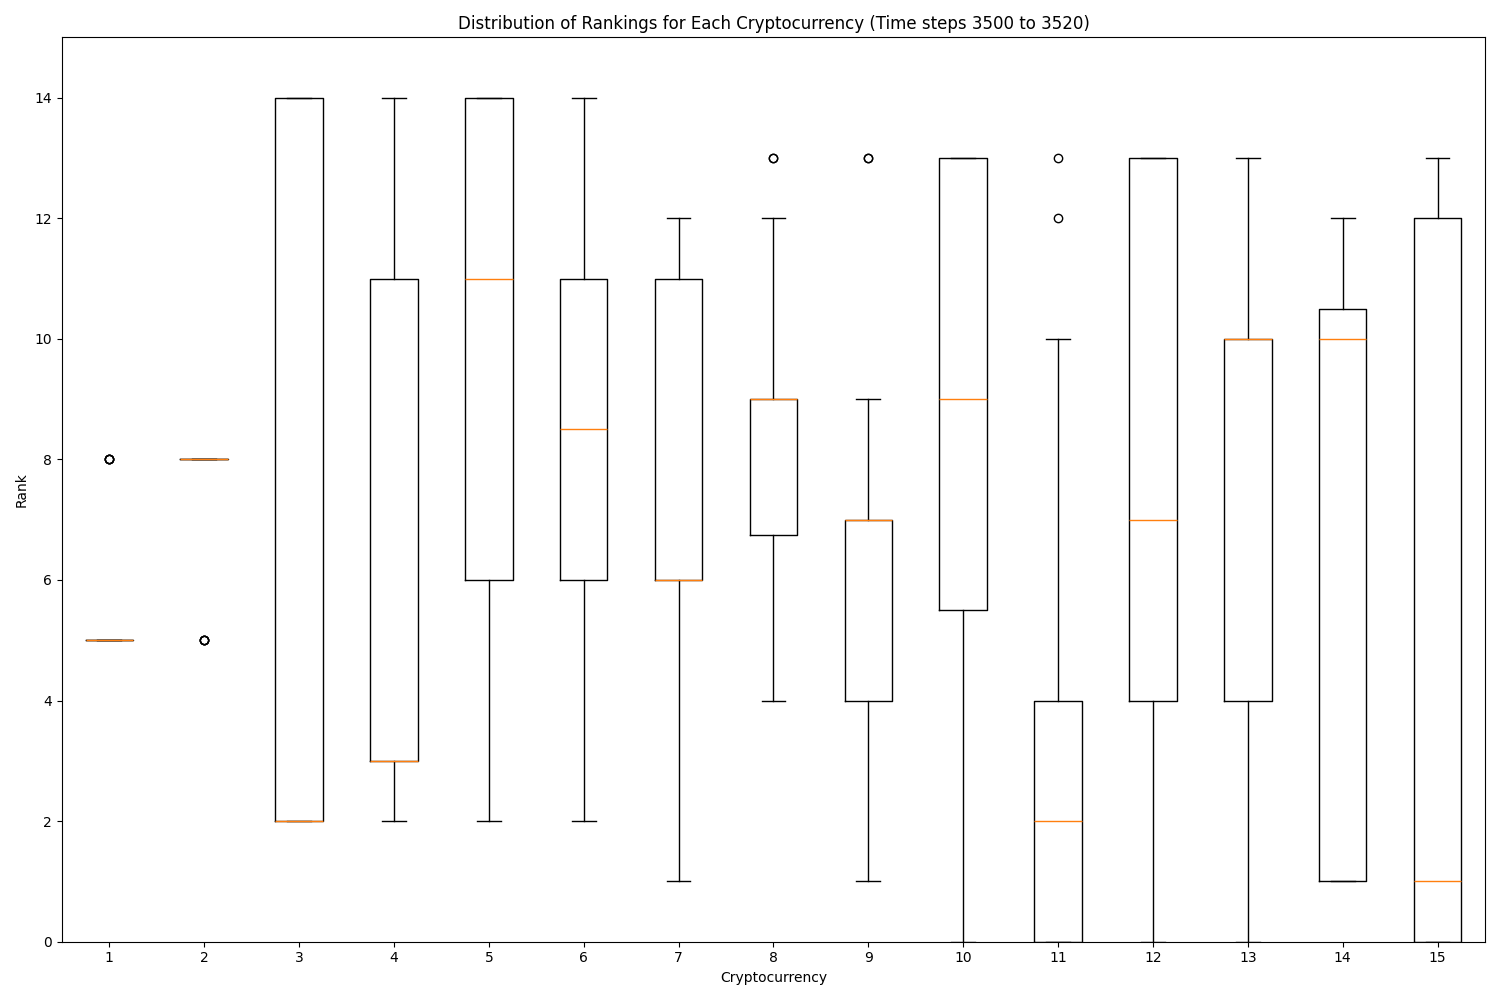 Distribution of Rankings for Each Cryptocurrency (Time steps 3500 to 3520)
14
12
10
8
6
4
2
0
Rank
1 2 3 4 5 6 7 8 9 10 11 12 13 14 15
Cryptocurrency